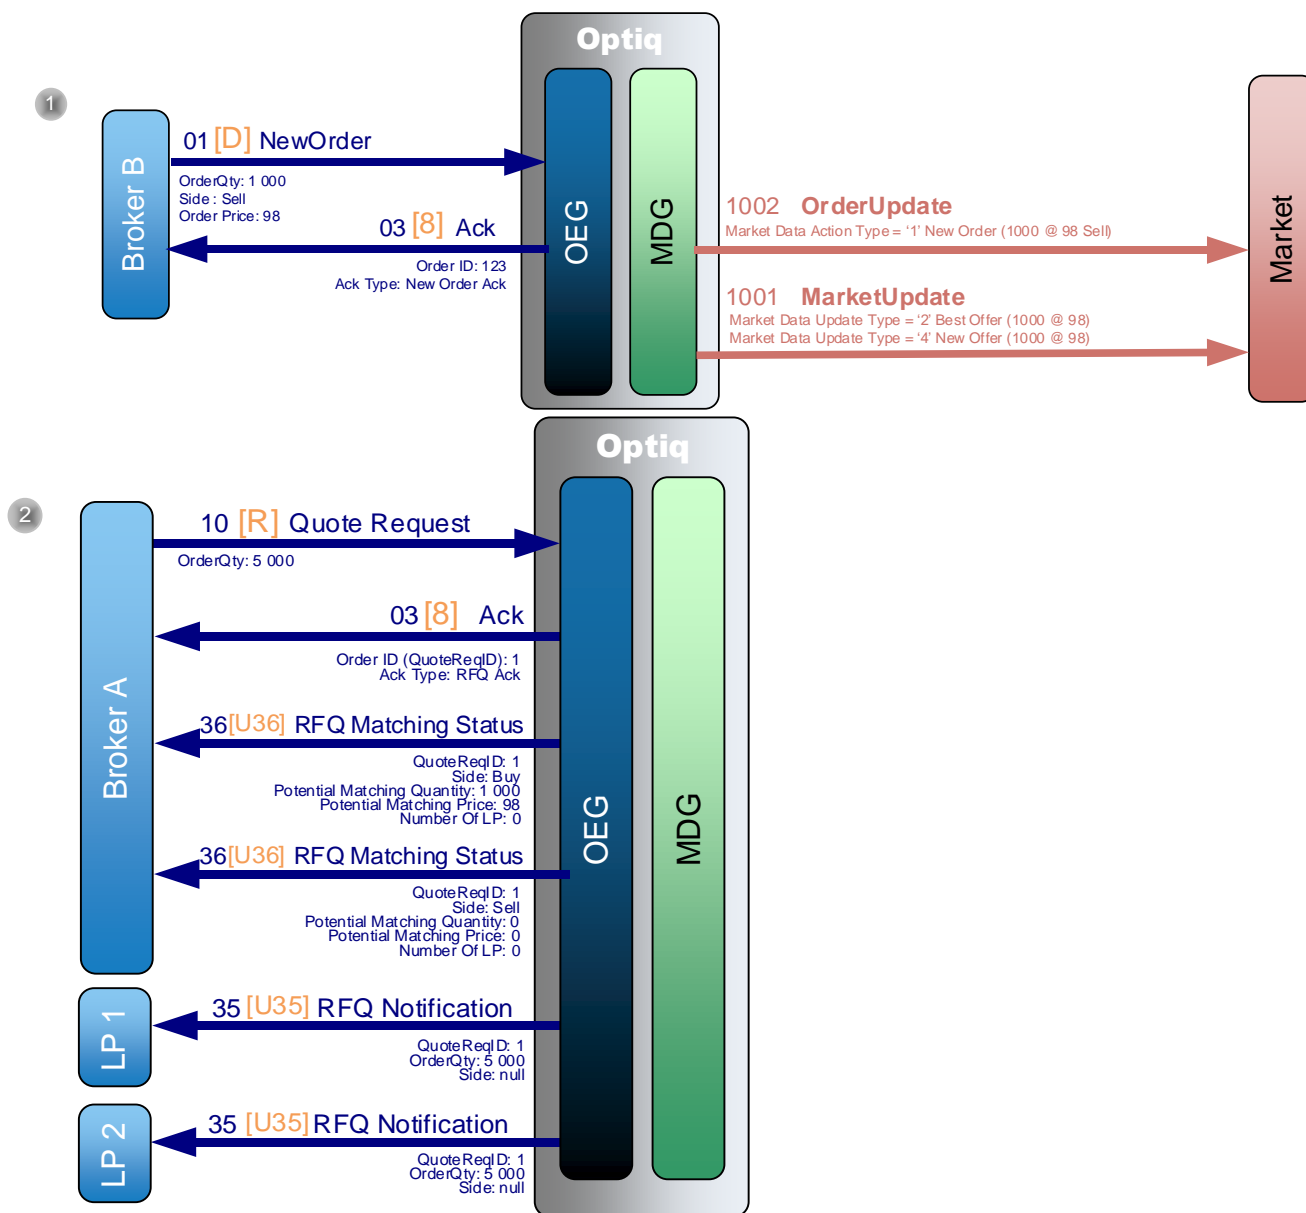 Optiq
1
Broker B
01 [D] NewOrder
OrderQty: 1 000
Side : Sell
Order Price: 98
03 [8] Ack
Order ID: 123
Ack Type: New Order Ack
OEG
MDG
1002 OrderUpdate
Market Data Action Type = ‘1’ New Order (1000 @ 98 Sell)
1001 MarketUpdate
Market Data Update Type = ‘2’ Best Offer (1000 @ 98)
Market Data Update Type = ‘4’ New Offer (1000 @ 98)
Market
Optiq
2
Broker A
10 [R] Quote Request
OrderQty: 5 000
03 [8] Ack
Order ID (QuoteReqID): 1
Ack Type: RFQ Ack
36 [U36] RFQ Matching Status
QuoteReqID: 1
Side: Buy
Potential Matching Quantity: 1 000
Potential Matching Price: 98
Number Of LP: 0
36 [U36] RFQ Matching Status
QuoteReqID: 1
Side: Sell
Potential Matching Quantity: 0
Potential Matching Price: 0
Number Of LP: 0
OEG
MDG
LP 1
35 [U35] RFQ Notification
QuoteReqID: 1
OrderQty: 5 000
Side: null
LP 2
35 [U35] RFQ Notification
QuoteReqID: 1
OrderQty: 5 000
Side: null